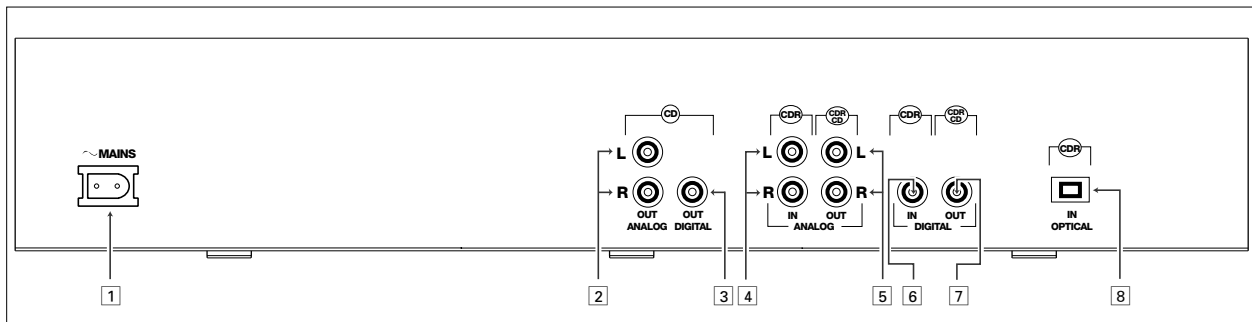 CD CDR CDR CD CDR CDR CD
~MAINS CDR
L L L
R R R
OUT OUT IN OUT IN OUT IN
ANALOG DIGITAL ANALOG DIGITAL OPTICAL
1 2 3 4 5 6 7 8